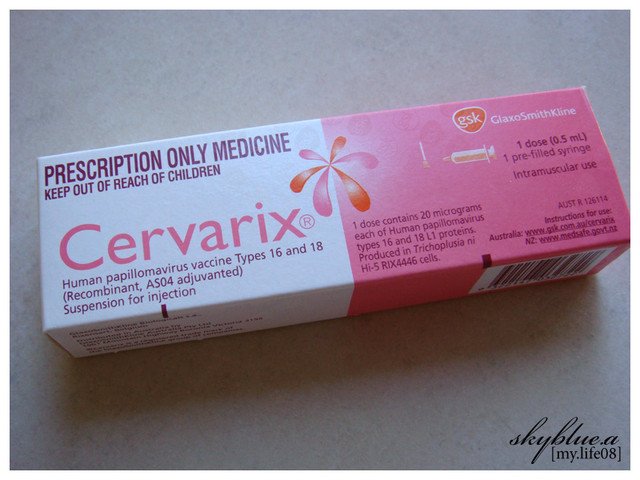 PRESCRIPTION ONLY MEDICINE
KEEP OUT OF REACH OF CHILDREN
Cervarix®
Human papillomavirus vaccine Types 16 and 18
(Recombinant, AS04 adjuvanted)
Suspension for injection
gsk GlaxoSmithKline
1 dose (0.5 mL)
1 pre-filled syringe
Intramuscular use
1 dose contains 20 micrograms
each of Human papillomavirus
types 16 and 18 L1 proteins.
Produced in Trichoplusia ni
Hi-5 RIX4446 cells.
AUST R 126114
Instructions for use:
Australia: www.gsk.com.au/cervarix
NZ: www.medsafe.govt.nz
GlaxoSmithKline Biologicals s.a.
skyblue.a
[my.life08]